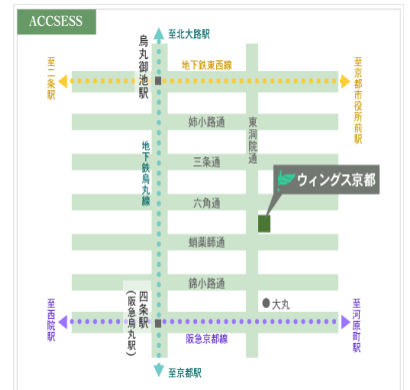 ACCSESS
至北大路駅
烏丸御池駅
地下鉄東西線
至二条駅
至京都市役所前駅
姉小路通
東洞院通
地下鉄烏丸線
三条通
ウィングス京都
六角通
蛸薬師通
錦小路通
四条駅
(阪急烏丸駅)
大丸
至西院駅
至河原町駅
阪急京都線
至京都駅